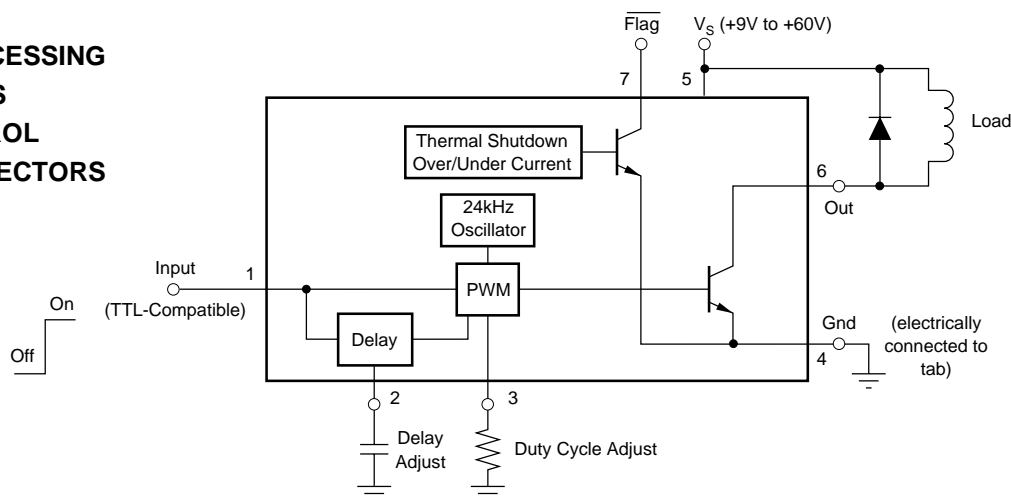 CESSING
S
ROL
ECTORS
Flag
V_S (+9V to +60V)
7
5
Thermal Shutdown
Over/Under Current
Load
6
Out
24kHz
Oscillator
Input
1
(TTL-Compatible)
PWM
On
Off
Delay
Gnd
4
(electrically
connected to
tab)
2
3
Delay
Adjust
Duty Cycle Adjust